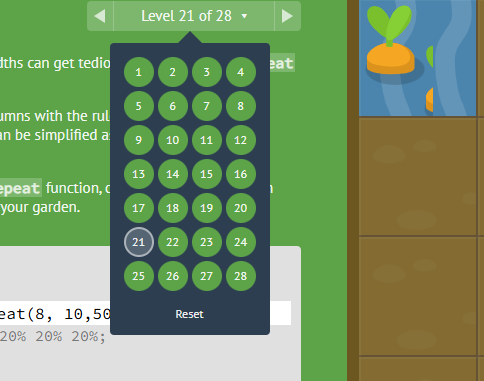 Level 21 of 28
can get tedio
eat
1 2 3 4
umns with the rul
5 6 7 8
an be simplified as
9 10 11 12
13 14 15 16
epeat function,
17 18 19 20
your garden.
21 22 23 24
25 26 27 28
eat(8, 10,50
Reset
20% 20% 20%;